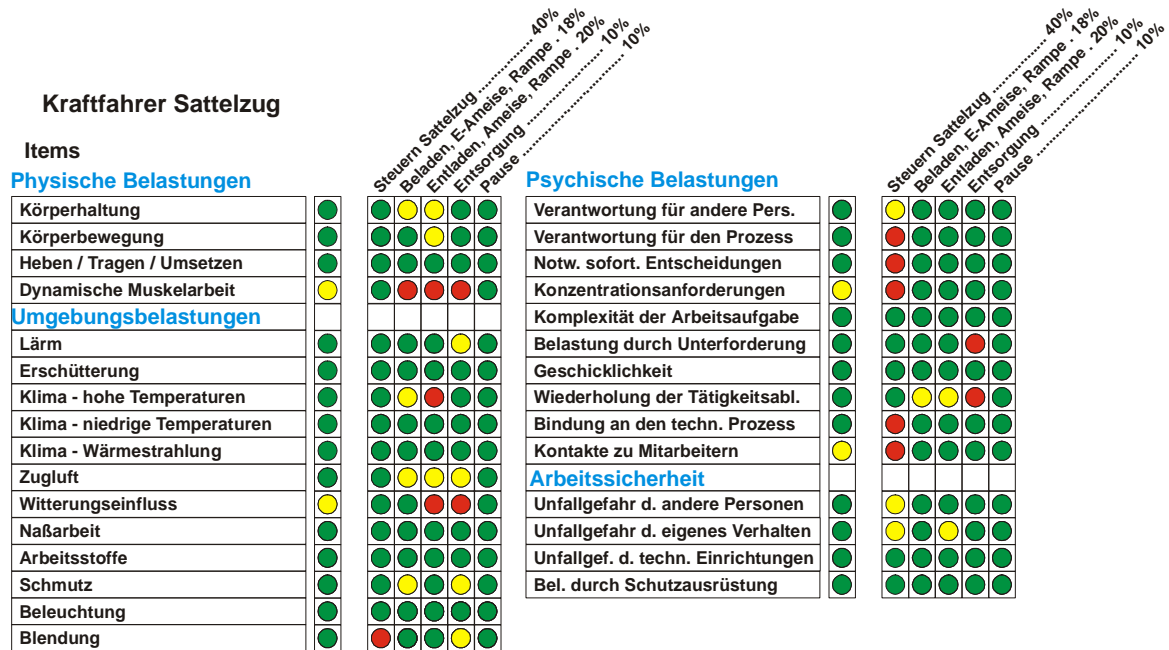 Kraftfahrer Sattelzug
Items
Steuern Sattelzug ............ 40%
Beladen, E-Ameise, Rampe . 18%
Entladen, Ameise, Rampe . 20%
Entsorgung .................... 10%
Pause ............................ 10%
Physische Belastungen
Körperhaltung
Körperbewegung
Heben / Tragen / Umsetzen
Dynamische Muskelarbeit
Umgebungsbelastungen
Lärm
Erschütterung
Klima - hohe Temperaturen
Klima - niedrige Temperaturen
Klima - Wärmestrahlung
Zugluft
Witterungseinfluss
Naßarbeit
Arbeitsstoffe
Schmutz
Beleuchtung
Blendung
Steuern Sattelzug ............ 40%
Beladen, E-Ameise, Rampe . 18%
Entladen, Ameise, Rampe . 20%
Entsorgung .................... 10%
Pause ............................ 10%
Psychische Belastungen
Verantwortung für andere Pers.
Verantwortung für den Prozess
Notw. sofort. Entscheidungen
Konzentrationsanforderungen
Komplexität der Arbeitsaufgabe
Belastung durch Unterforderung
Geschicklichkeit
Wiederholung der Tätigkeitsabl.
Bindung an den techn. Prozess
Kontakte zu Mitarbeitern
Arbeitssicherheit
Unfallgefahr d. andere Personen
Unfallgefahr d. eigenes Verhalten
Unfallgef. d. techn. Einrichtungen
Bel. durch Schutzausrüstung